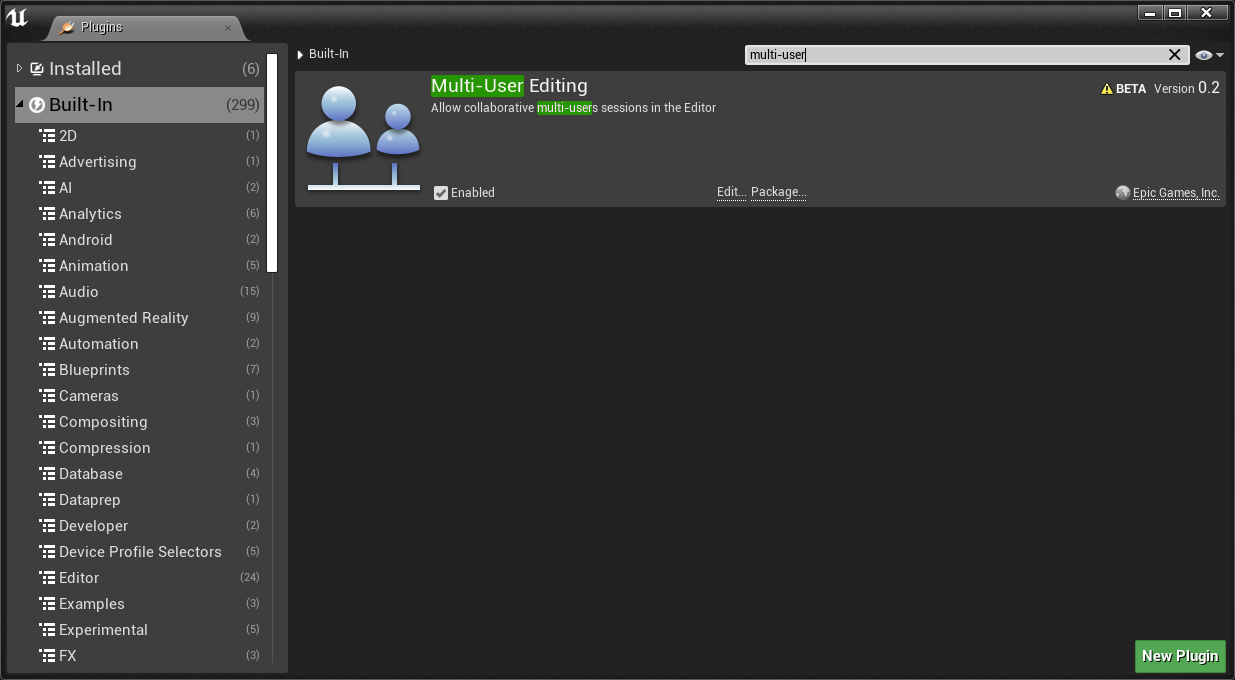 Plugins
Installed (6)
Built-In (299)
2D (1)
Advertising (1)
AI (2)
Analytics (6)
Android (2)
Animation (5)
Audio (15)
Augmented Reality (9)
Automation (2)
Blueprints (7)
Cameras (1)
Compositing (3)
Compression (1)
Database (4)
Dataprep (1)
Developer (2)
Device Profile Selectors (5)
Editor (24)
Examples (3)
Experimental (5)
FX (3)
Built-In
multi-user
Multi-User Editing
BETA Version 0.2
Allow collaborative multi-users sessions in the Editor
Enabled
Edit... Package...
Epic Games, Inc.
New Plugin